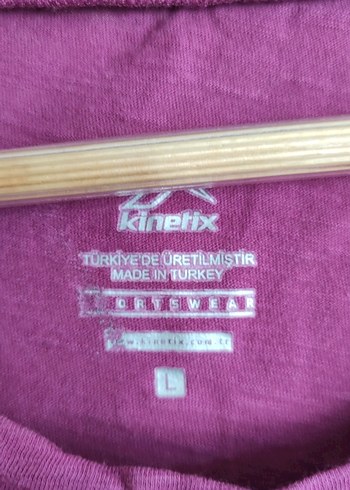 kinetix
TÜRKİYE'DE ÜRETİLMİŞTİR
MADE IN TURKEY
SPORTSWEAR
www.kinetix.com.tr
L